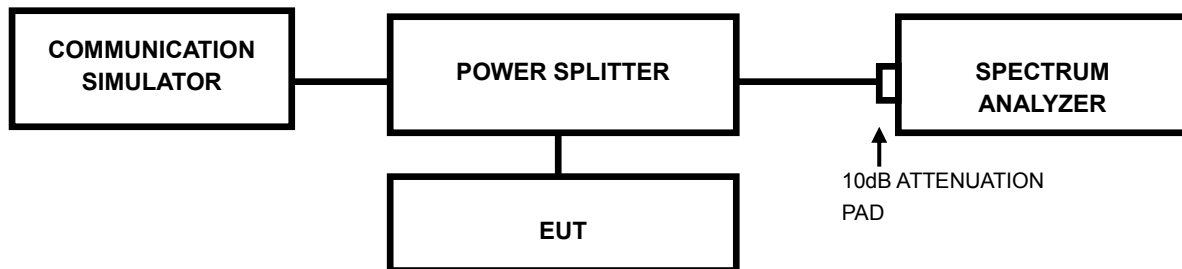 COMMUNICATION
SIMULATOR
POWER SPLITTER
SPECTRUM
ANALYZER
10dB ATTENUATION
PAD
EUT